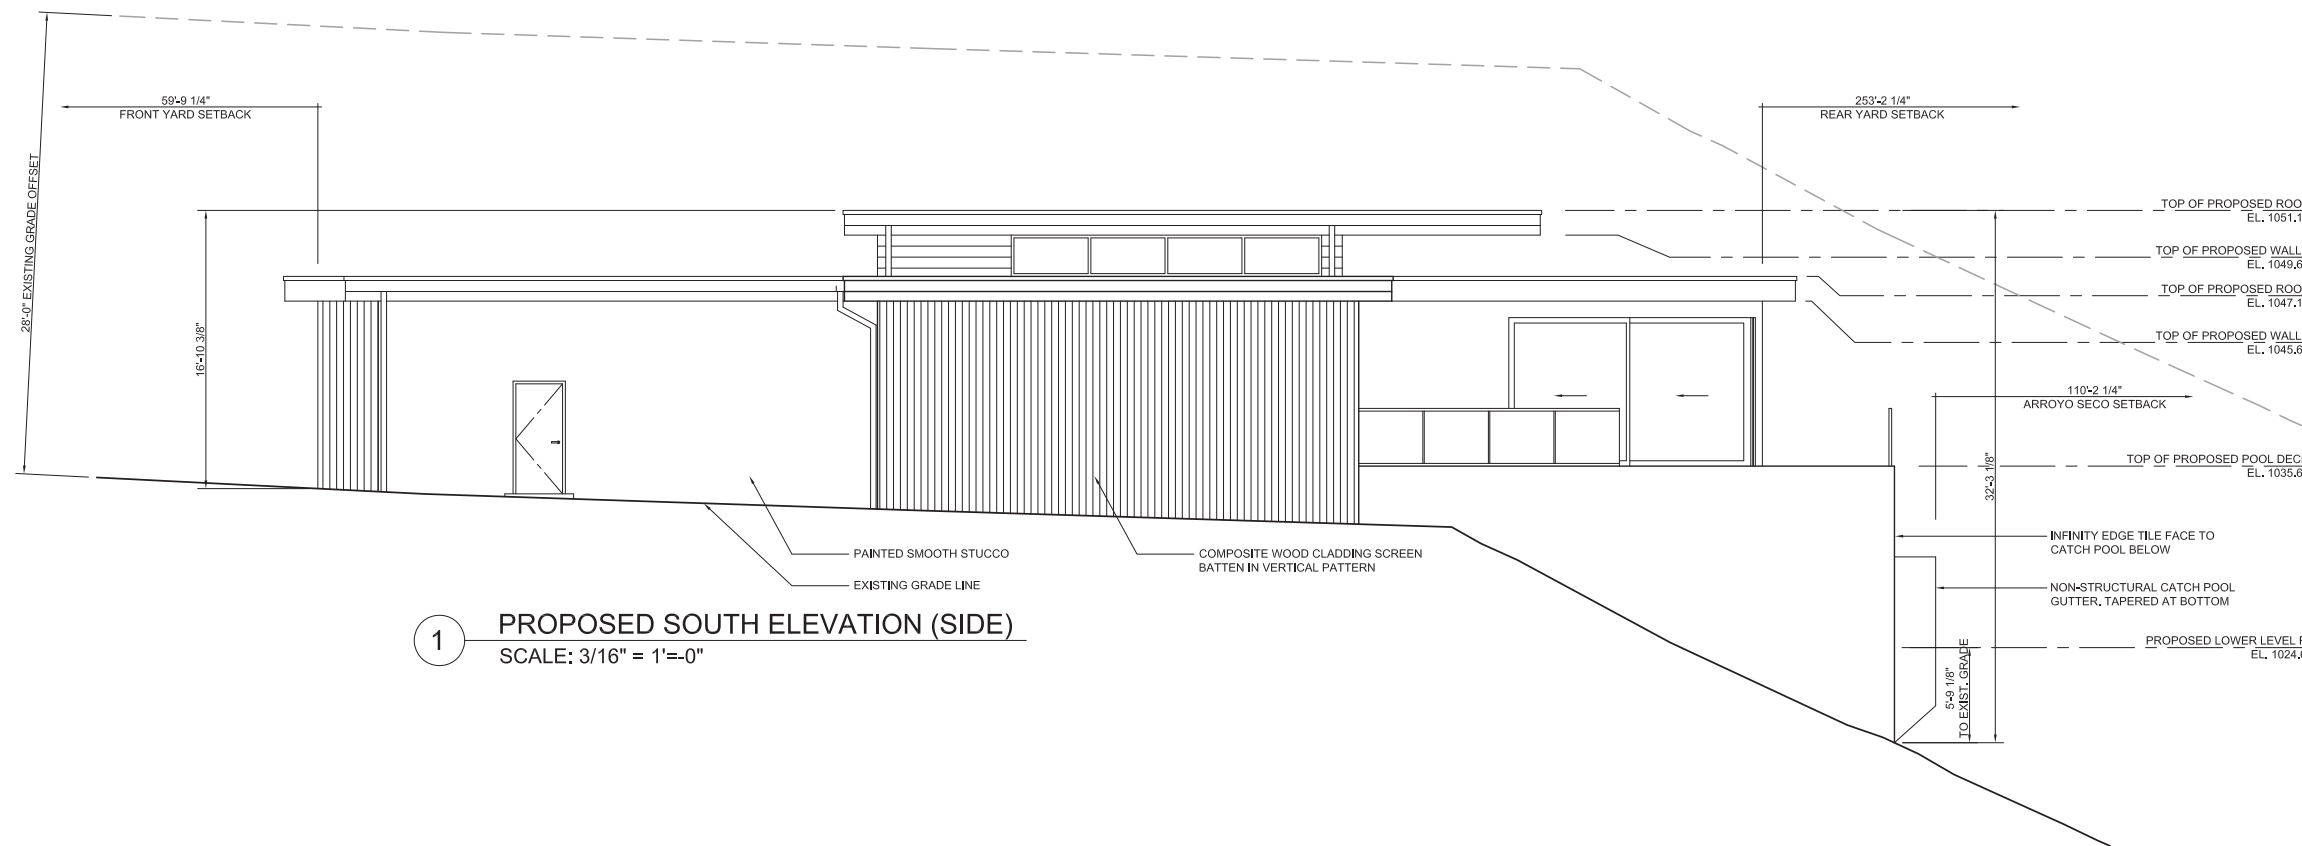 59'-9 1/4"
FRONT YARD SETBACK
253'-2 1/4"
REAR YARD SETBACK
28'-0" EXISTING GRADE OFFSET
16'-10 3/8"
TOP OF PROPOSED ROO
EL. 1051.1
TOP OF PROPOSED WALL
EL. 1049.6
TOP OF PROPOSED ROO
EL. 1047.1
TOP OF PROPOSED WALL
EL. 1045.6
110'-2 1/4"
ARROYO SECO SETBACK
TOP OF PROPOSED POOL DEC
EL. 1035.6
32'-3 1/8"
INFINITY EDGE TILE FACE TO
CATCH POOL BELOW
NON-STRUCTURAL CATCH POOL
GUTTER, TAPERED AT BOTTOM
PROPOSED LOWER LEVEL F
EL. 1024.6
5'-9 1/8"
TO EXIST. GRADE
PAINTED SMOOTH STUCCO
EXISTING GRADE LINE
COMPOSITE WOOD CLADDING SCREEN
BATTEN IN VERTICAL PATTERN
1
PROPOSED SOUTH ELEVATION (SIDE)
SCALE: 3/16" = 1'=-0"